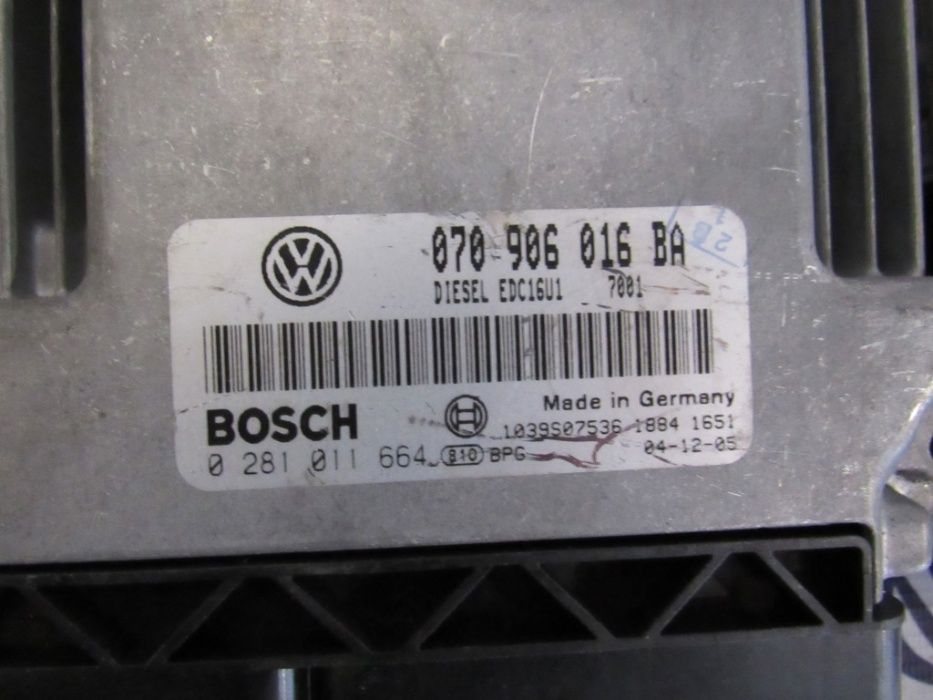 070 906 016 BA
DIESEL EDC16U1 7001
BOSCH
Made in Germany
1039S07536 1884 1651
0 281 011 664 810 BPG 04-12-05